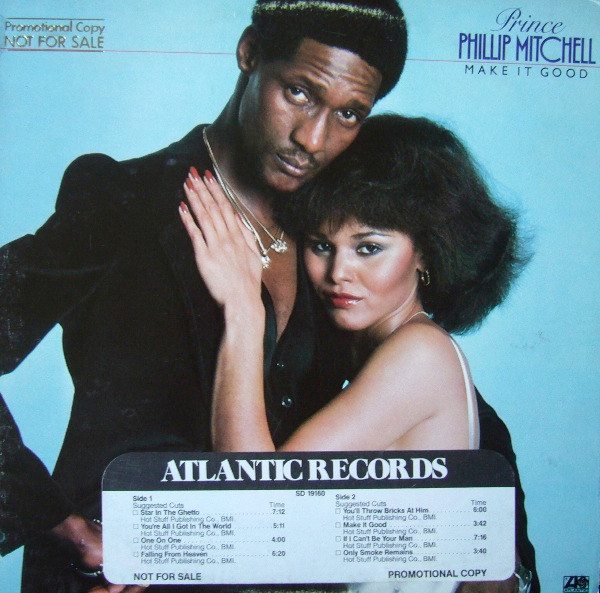 Promotional Copy
NOT FOR SALE
Prince
PHILLIP MITCHELL
MAKE IT GOOD
ATLANTIC RECORDS
SD 19160
Side 1
Suggested Cuts Time
Star In The Ghetto 7:12
Hot Stuff Publishing Co., BMI.
You're All I Got In The World 5:11
Hot Stuff Publishing Co., BMI.
One On One 4:00
Hot Stuff Publishing Co., BMI.
Falling From Heaven 6:29
Hot Stuff Publishing Co., BMI.
Side 2
Suggested Cuts Time
You'll Throw Bricks At Him 5:00
Hot Stuff Publishing Co., BMI.
Make It Good 3:42
Hot Stuff Publishing Co., BMI.
If I Can't Be Your Man 7:16
Hot Stuff Publishing Co., BMI.
Only Smoke Remains 3:40
Hot Stuff Publishing Co., BMI.
NOT FOR SALE
PROMOTIONAL COPY